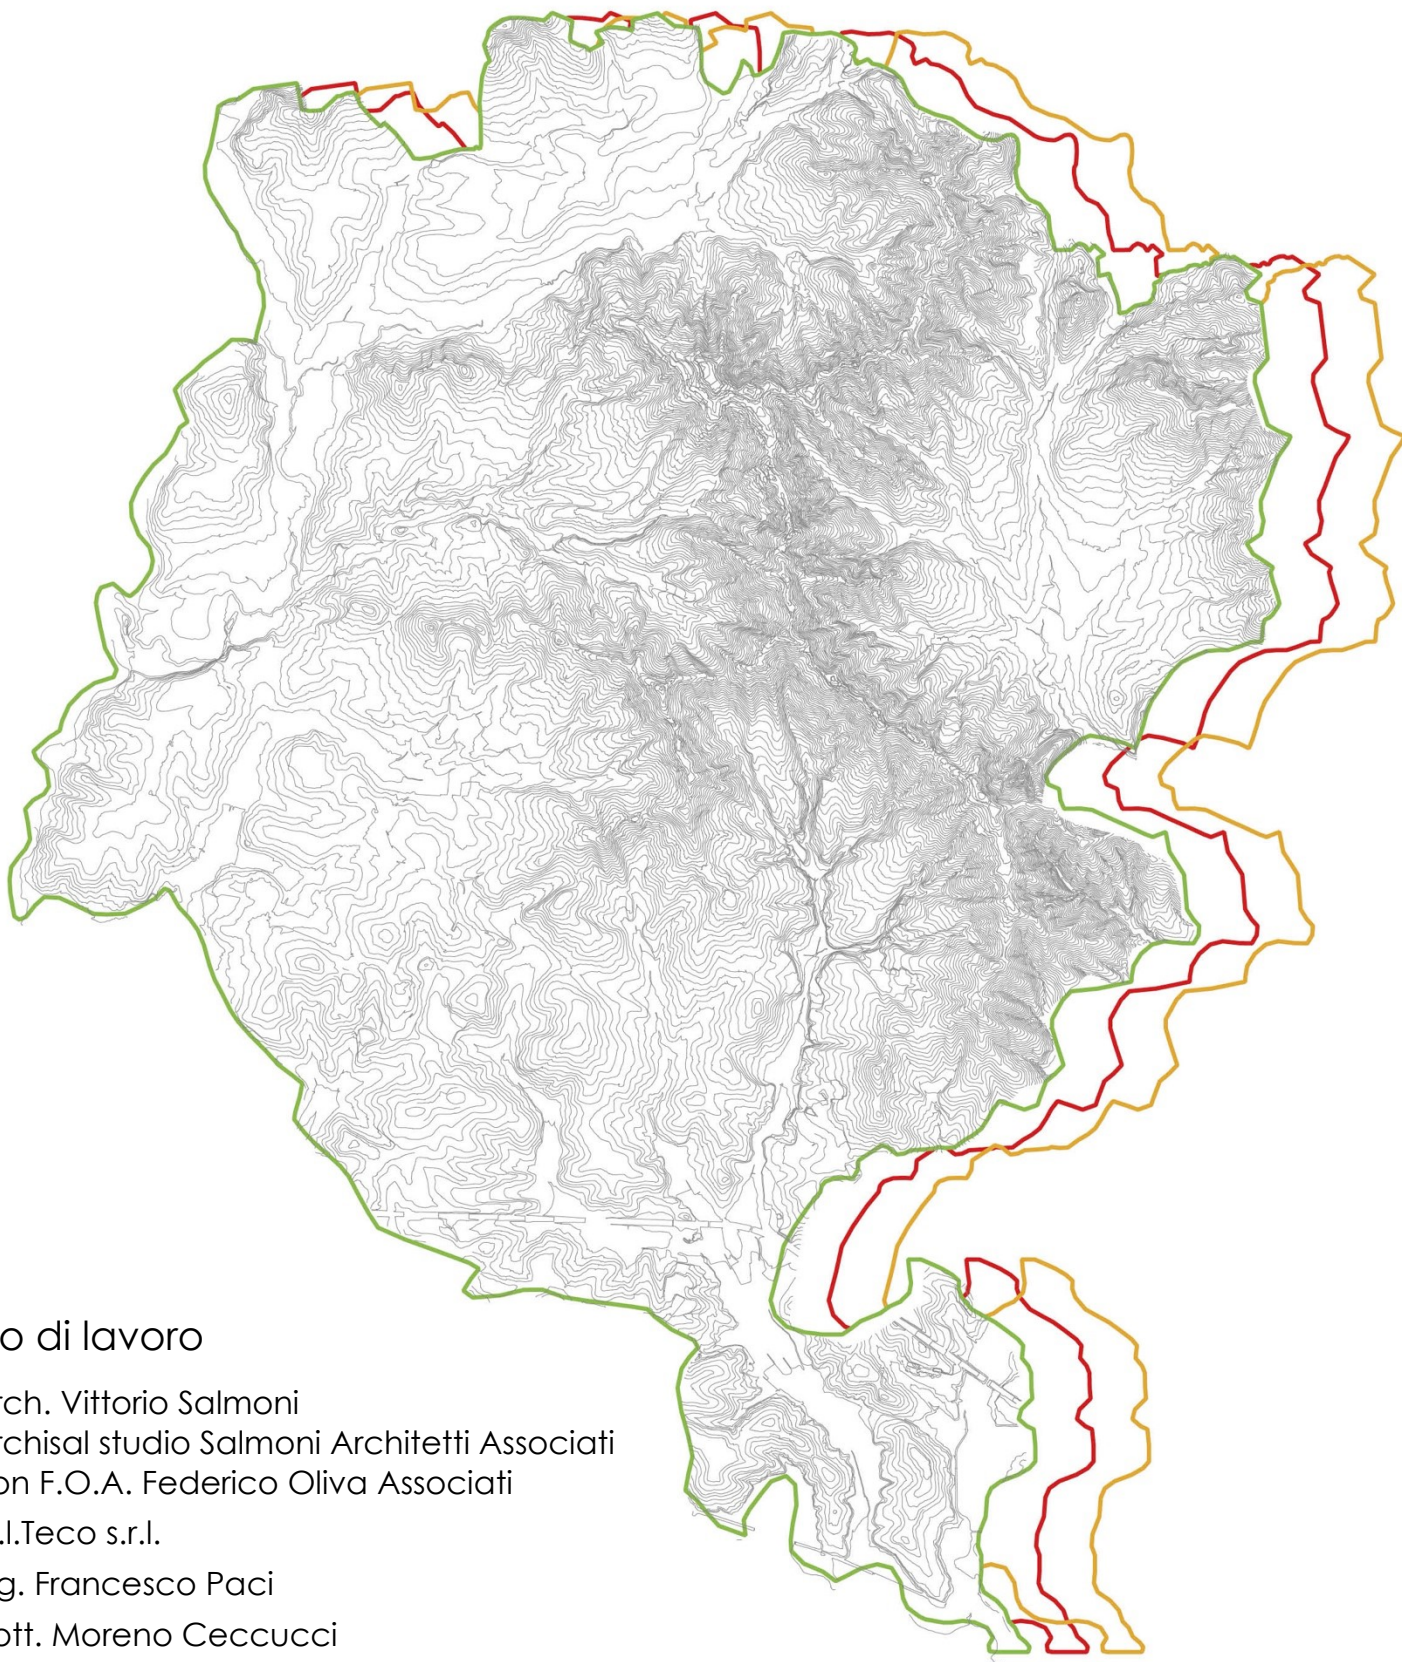 o di lavoro
rch. Vittorio Salmoni
rchisal studio Salmoni Architetti Associati
on F.O.A. Federico Oliva Associati
.l.Teco s.r.l.
g. Francesco Paci
ott. Moreno Ceccucci